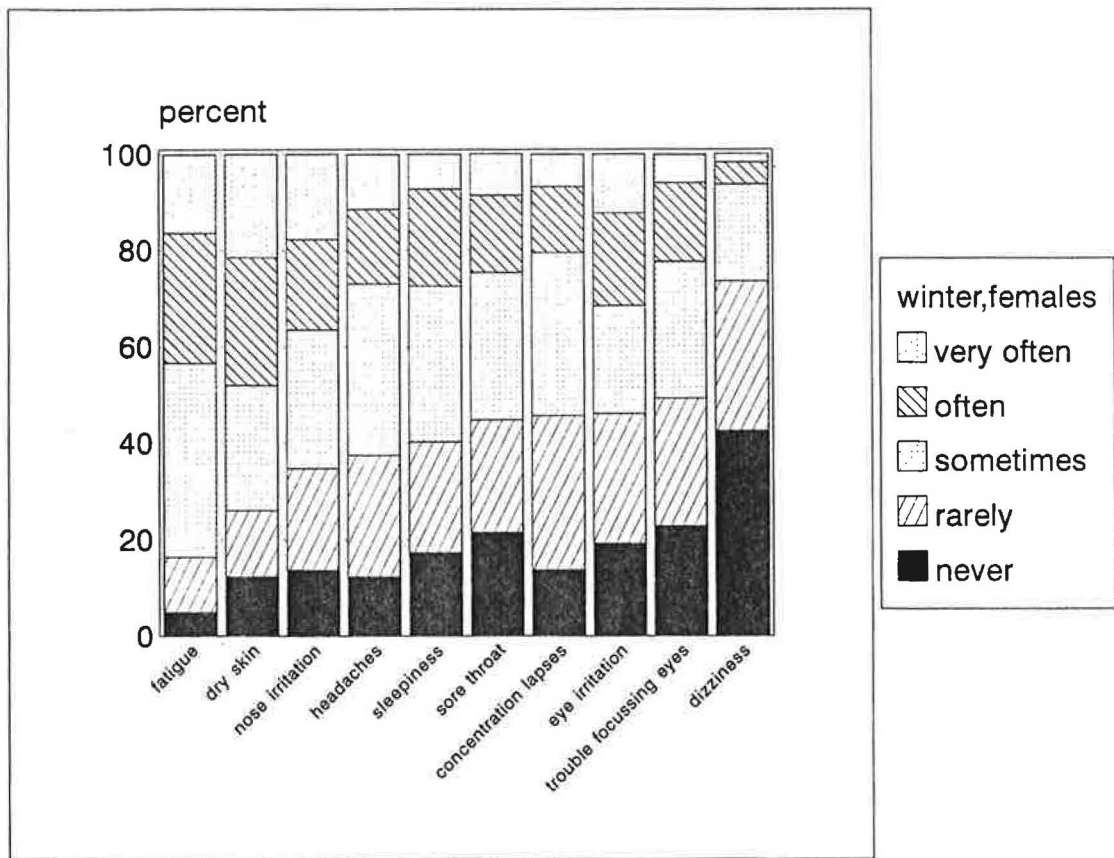 percent
100
80
60
40
20
0
fatigue
dry skin
nose irritation
headaches
sleepiness
sore throat
concentration lapses
eye irritation
trouble focussing eyes
dizziness
winter,females
very often
often
sometimes
rarely
never